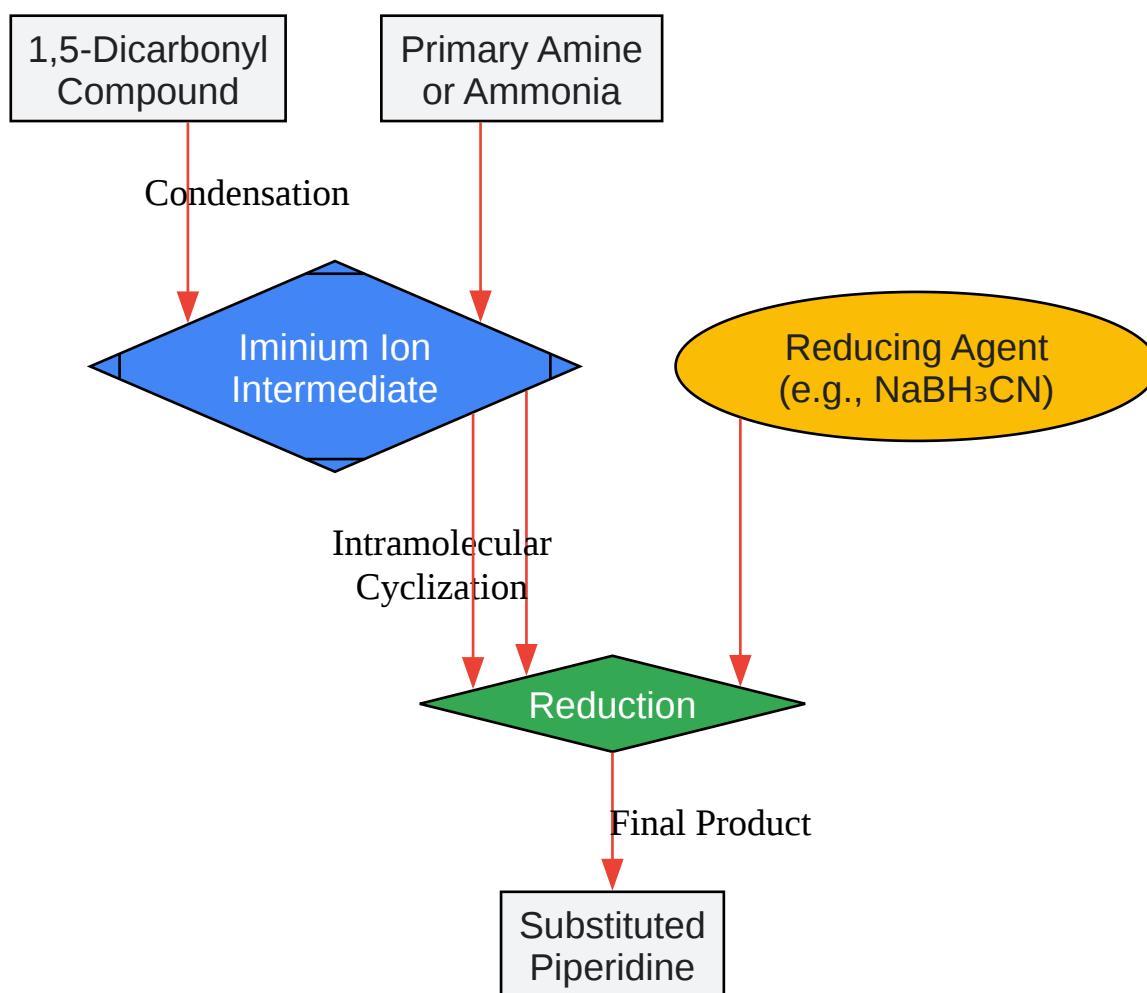 1,5-Dicarbonyl
Compound
Primary Amine
or Ammonia
Condensation
Iminium Ion
Intermediate
Reducing Agent
(e.g., NaBH₃CN)
Intramolecular
Cyclization
Reduction
Final Product
Substituted
Piperidine